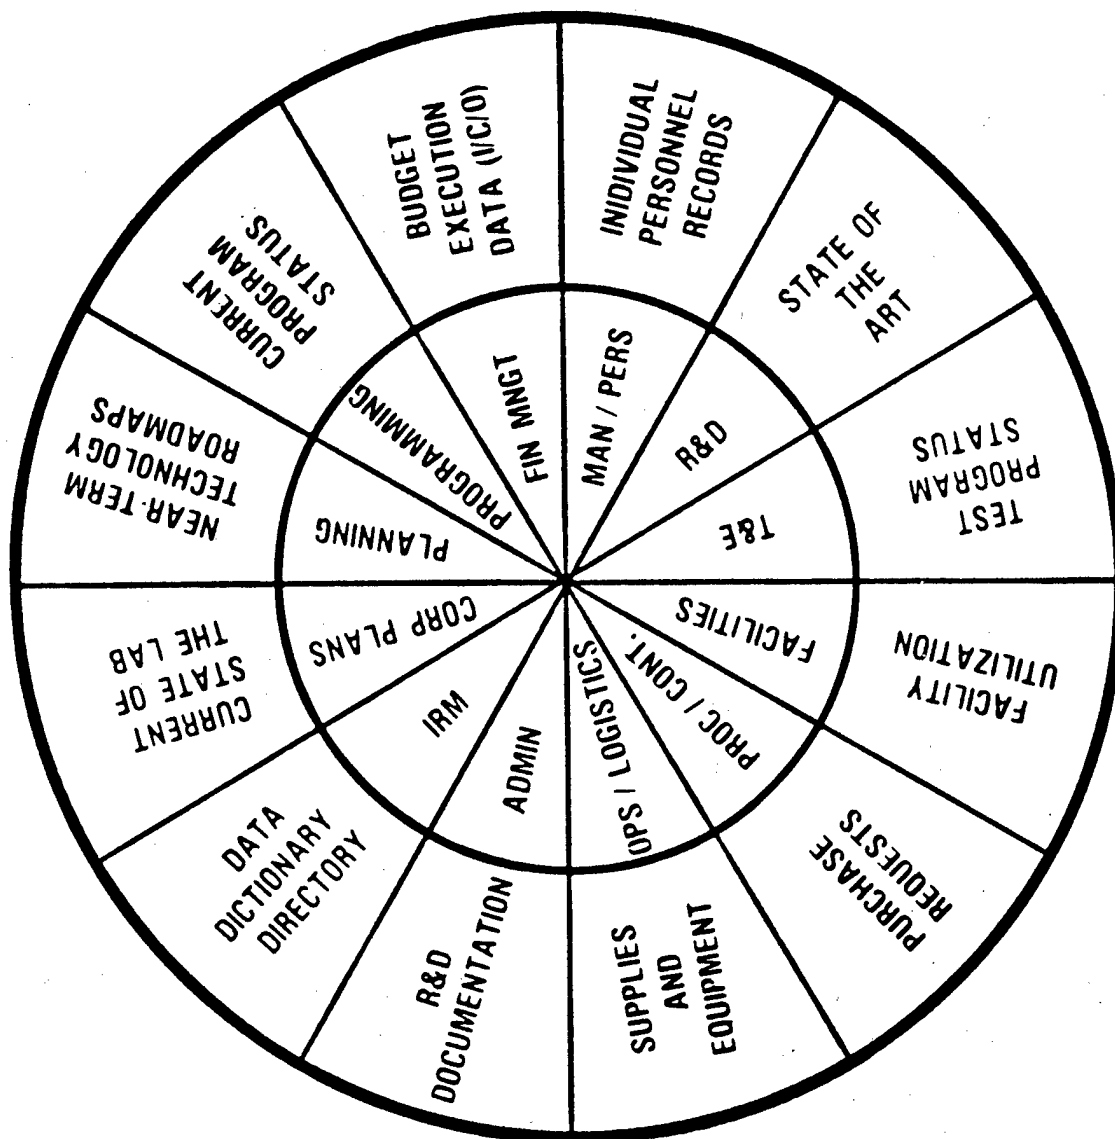 INIDIVIDUAL
PERSONNEL
RECORDS
STATE OF
THE
ART
TEST
PROGRAM
STATUS
FACILITY
UTILIZATION
PURCHASE
REQUESTS
SUPPLIES
AND
EQUIPMENT
R&D
DOCUMENTATION
DATA
DICTIONARY
DIRECTORY
CURRENT
STATE OF
THE LAB
NEAR-TERM
TECHNOLOGY
ROADMAPS
CURRENT
PROGRAM
STATUS
BUDGET
EXECUTION
DATA (I/C/O)
MAN / PERS
R&D
T&E
FACILITIES
PROC / CONT.
OPS / LOGISTICS
ADMIN
IRM
CORP PLANS
PLANNING
PROGRAMMING
FIN MNGT